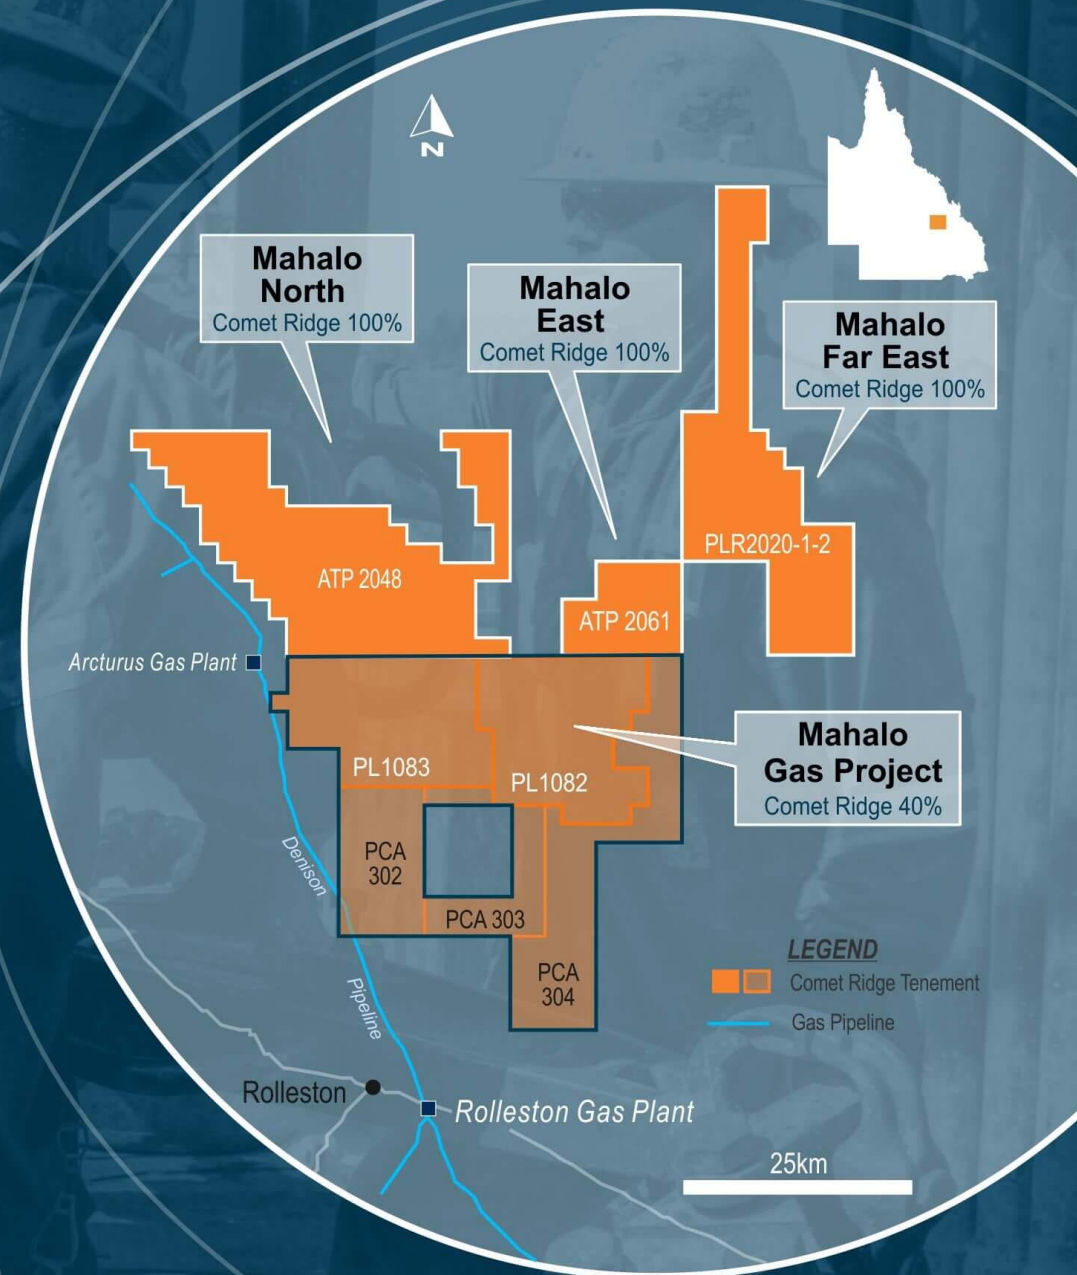 N
Mahalo
North
Comet Ridge 100%
Mahalo
East
Comet Ridge 100%
Mahalo
Far East
Comet Ridge 100%
PLR2020-1-2
ATP 2048
ATP 2061
Arcturus Gas Plant
Mahalo
Gas Project
Comet Ridge 40%
PL1083
PL1082
PCA
302
Denison
PCA 303
PCA
304
Pipeline
LEGEND
Comet Ridge Tenement
Gas Pipeline
Rolleston
Rolleston Gas Plant
25km